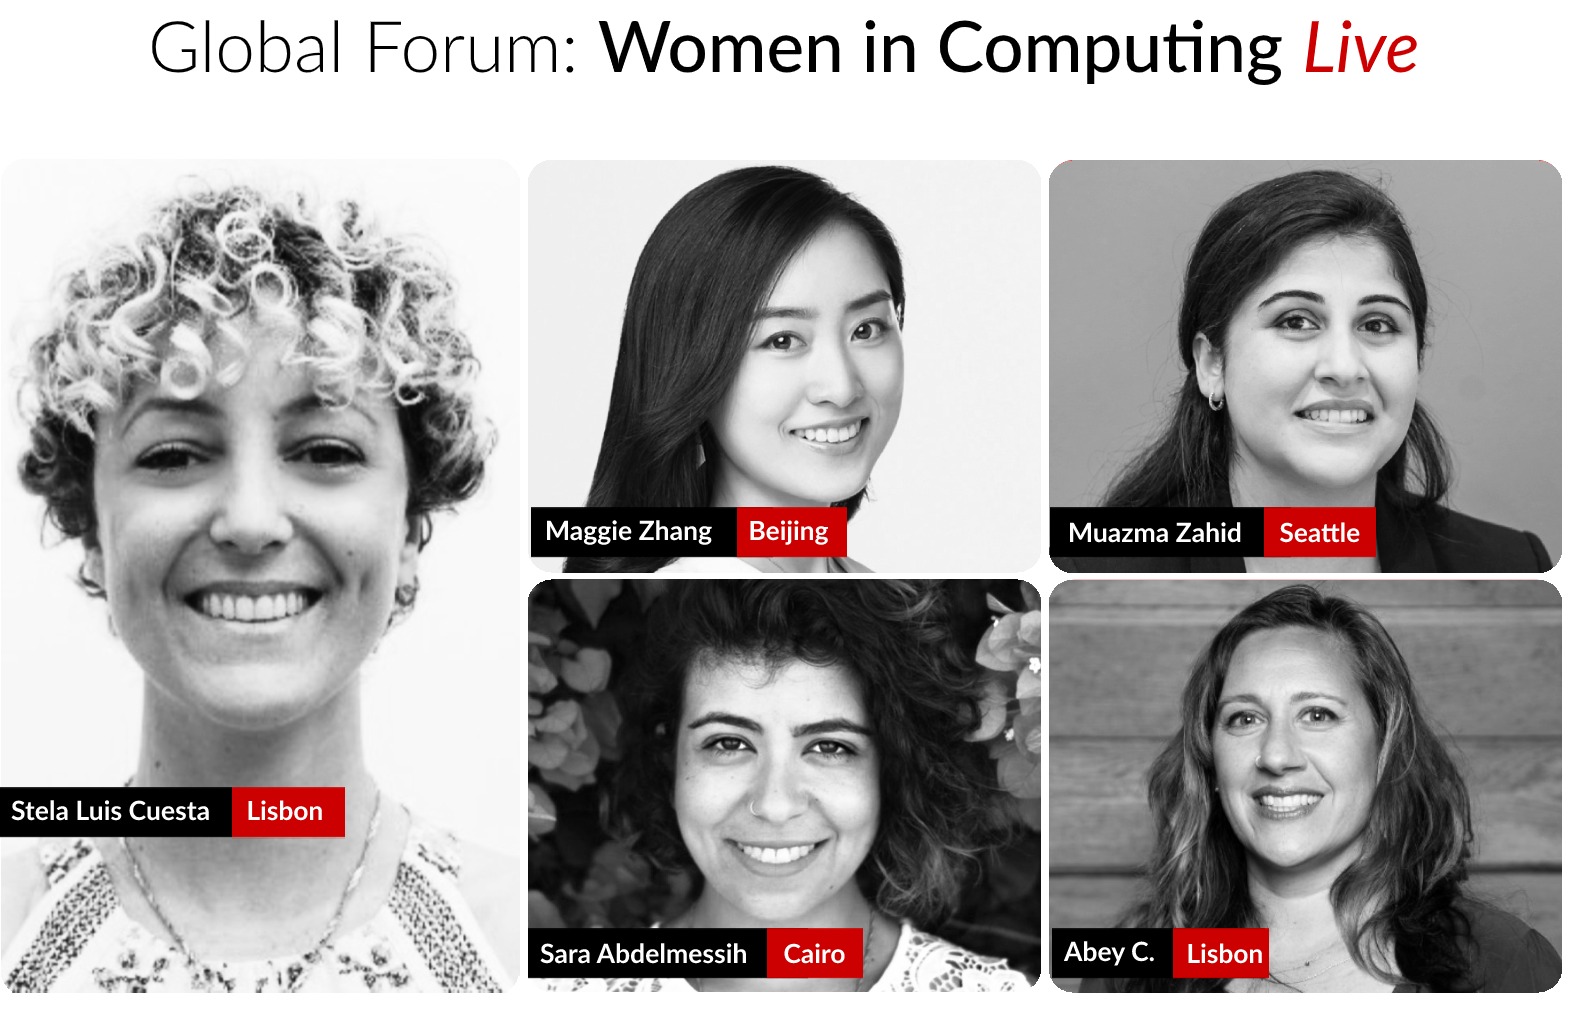 Global Forum: Women in Computing Live
Maggie Zhang Beijing
Muazma Zahid Seattle
Stela Luis Cuesta Lisbon
Sara Abdelmessih Cairo
Abey C. Lisbon